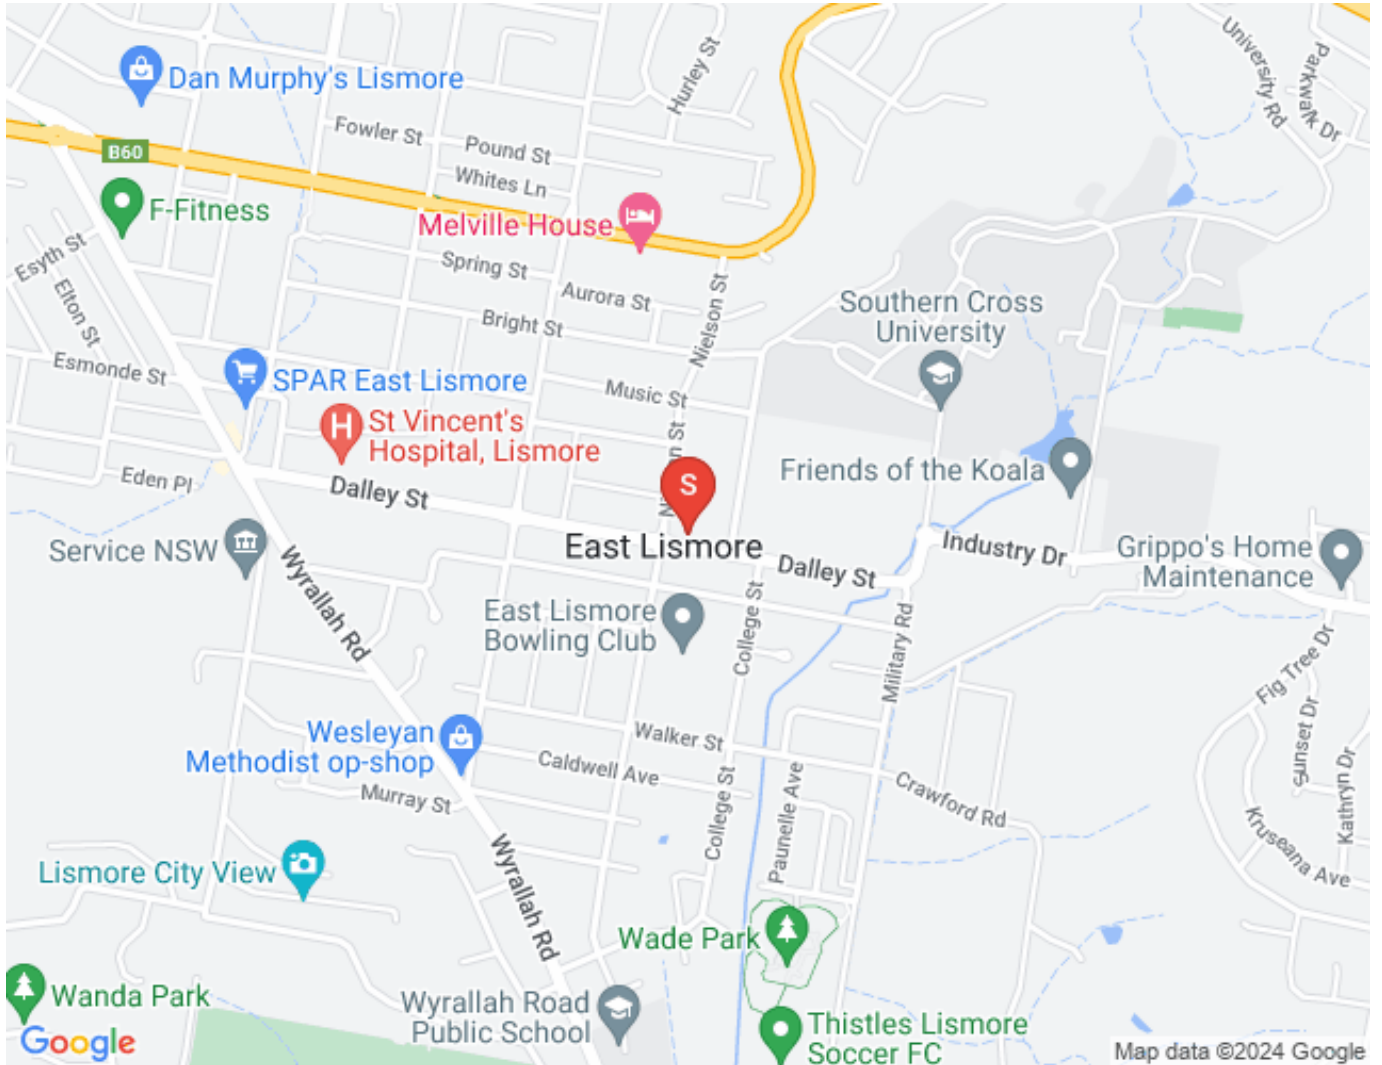 University Rd
Parkwalk Dr
Hurley St
Dan Murphy's Lismore
Fowler St
Pound St
B60
Whites Ln
F-Fitness
Melville House
Esyth St
Spring St
Elton St
Aurora St
Nielson St
Southern Cross
University
Bright St
Esmonde St
SPAR East Lismore
Music St
St Vincent's
Hospital, Lismore
Friends of the Koala
Eden Pl
Dalley St
S
Service NSW
East Lismore
Industry Dr
Grippo's Home
Maintenance
Dalley St
Wyrallah Rd
East Lismore
Bowling Club
College St
Military Rd
Fig Tree Dr
Sunset Dr
Wesleyan
Methodist op-shop
Walker St
Caldwell Ave
Murray St
College St
Paunelle Ave
Crawford Rd
Kathryn Dr
Kruseana Ave
Lismore City View
Wyrallah Rd
Wade Park
Wanda Park
Wyrallah Road
Public School
Thistles Lismore
Soccer FC
Google
Map data ©2024 Google